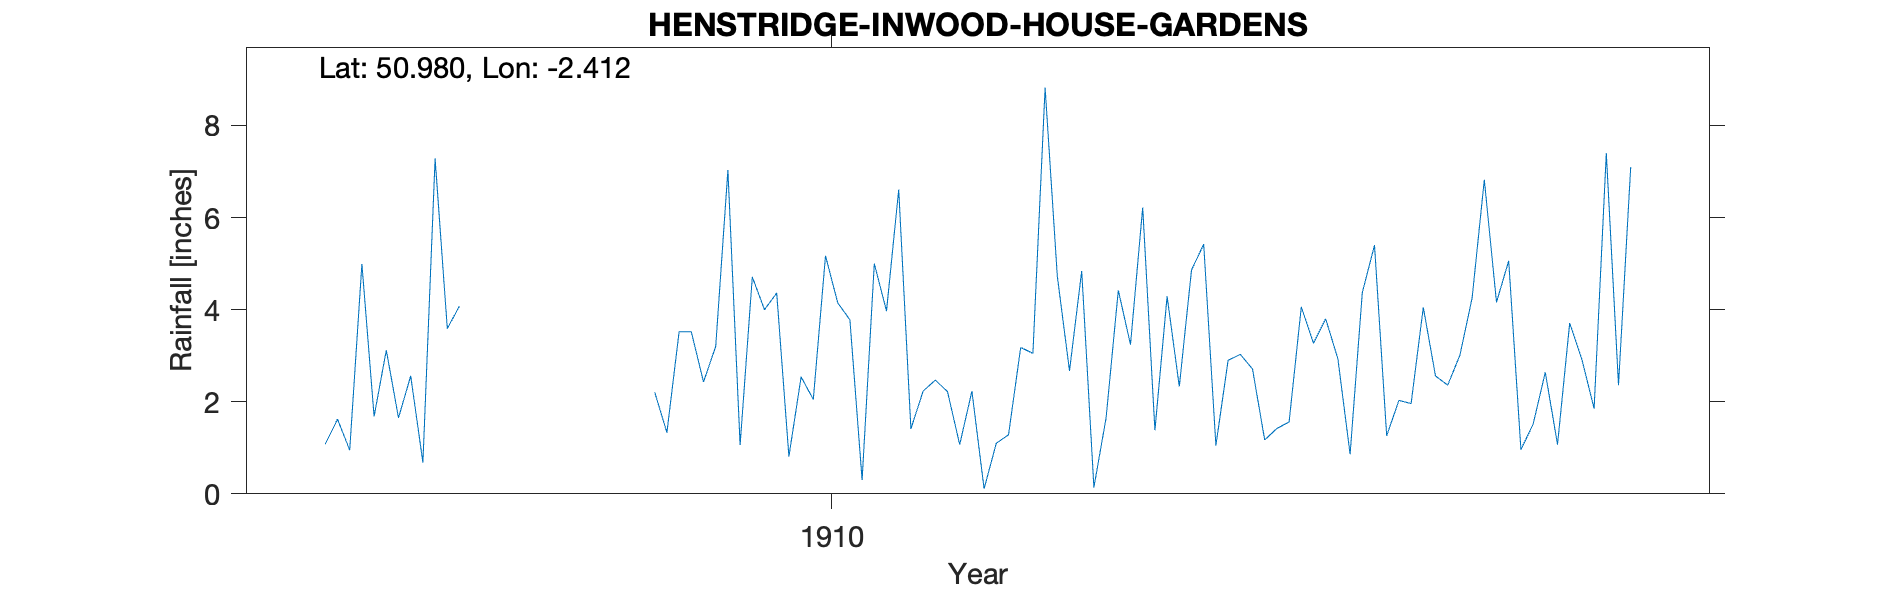 HENSTRIDGE-INWOOD-HOUSE-GARDENS
Lat: 50.980, Lon: -2.412
8
6
4
2
0
Rainfall [inches]
1910
Year